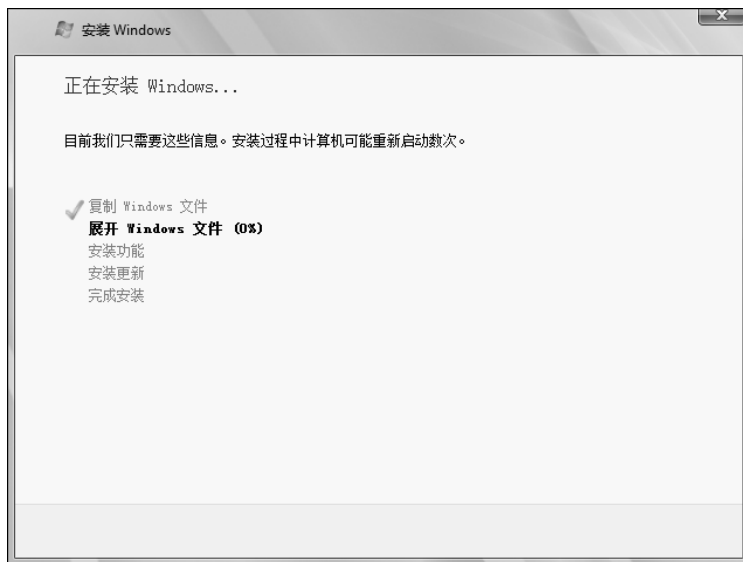 安装 Windows
正在安装 Windows...
目前我们只需要这些信息。安装过程中计算机可能重新启动数次。
复制 Windows 文件
展开 Windows 文件 (0%)
安装功能
安装更新
完成安装